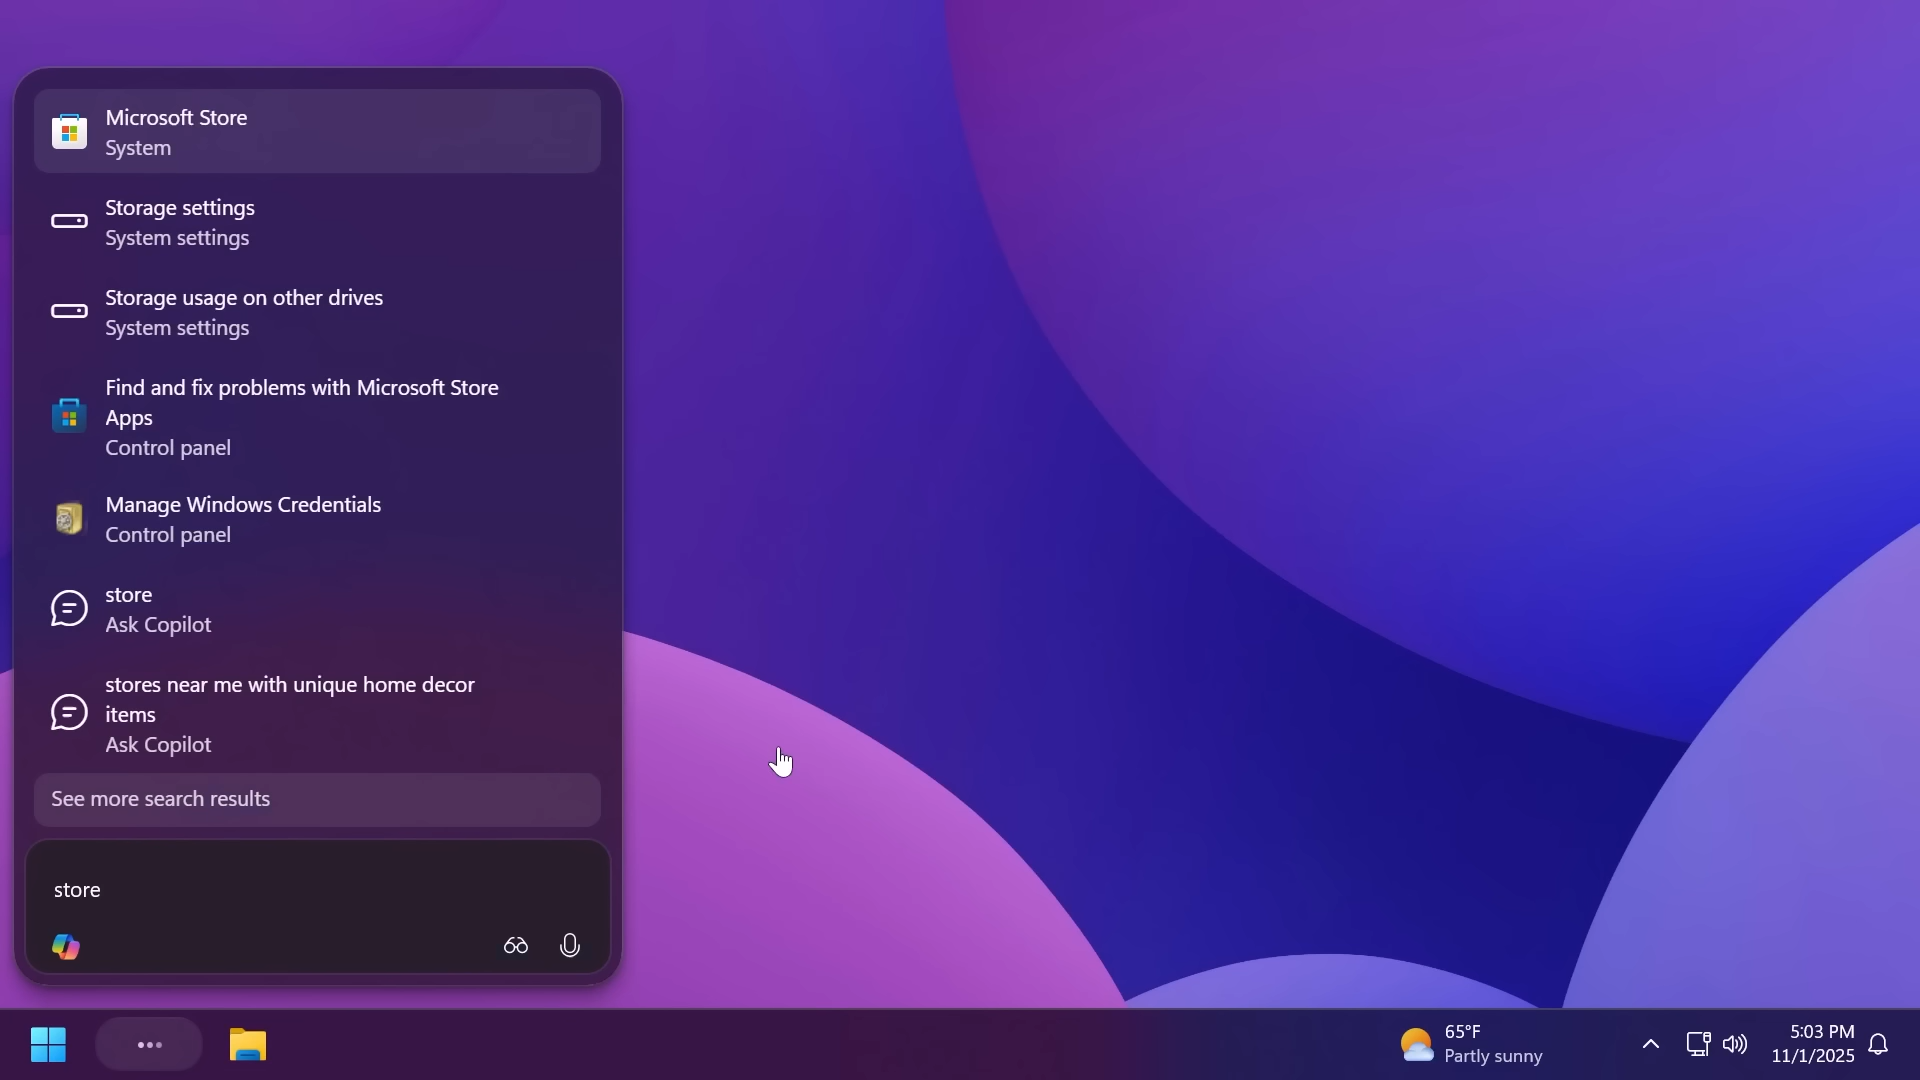 Microsoft Store
System
Storage settings
System settings
Storage usage on other drives
System settings
Find and fix problems with Microsoft Store
Apps
Control panel
Manage Windows Credentials
Control panel
store
Ask Copilot
stores near me with unique home decor
items
Ask Copilot
See more search results
store
65°F
Partly sunny
5:03 PM
11/1/2025